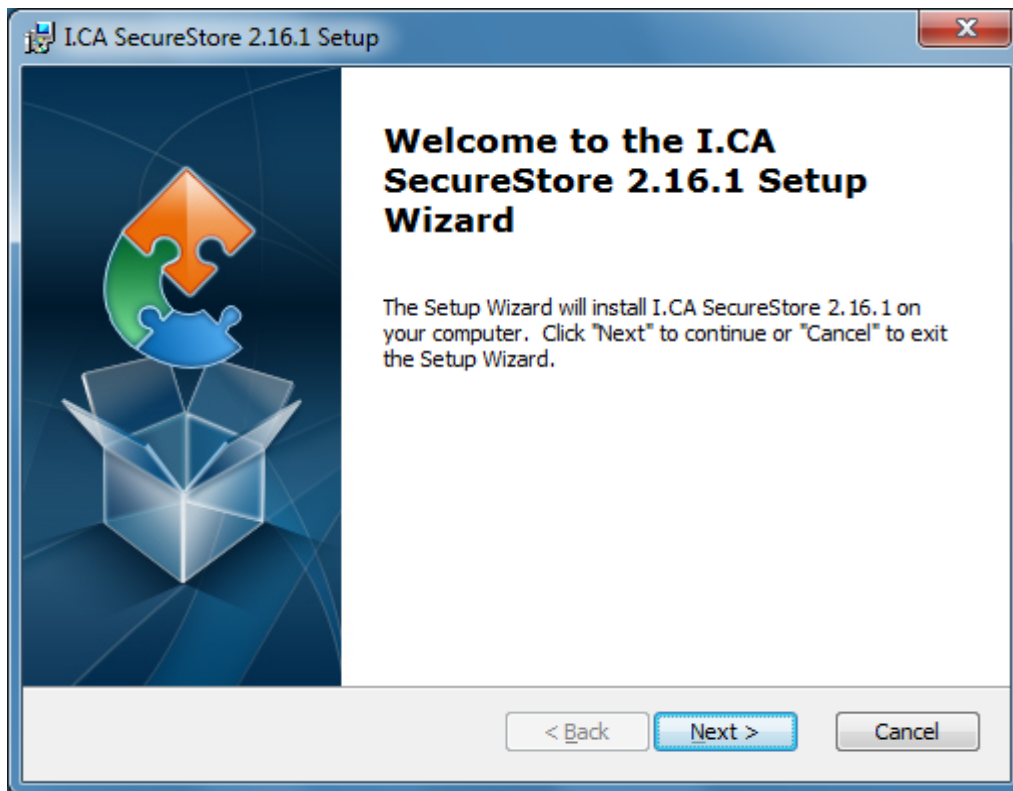 I.CA SecureStore 2.16.1 Setup
Welcome to the I.CA
SecureStore 2.16.1 Setup
Wizard
The Setup Wizard will install I.CA SecureStore 2.16.1 on
your computer.  Click "Next" to continue or "Cancel" to exit
the Setup Wizard.
< Back
Next >
Cancel